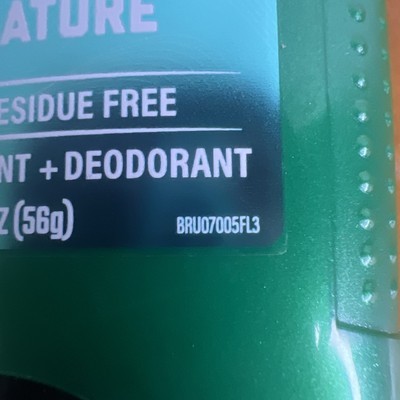 ATURE
ESIDUE FREE
NT + DEODORANT
Z (56g)
BRU07005FL3